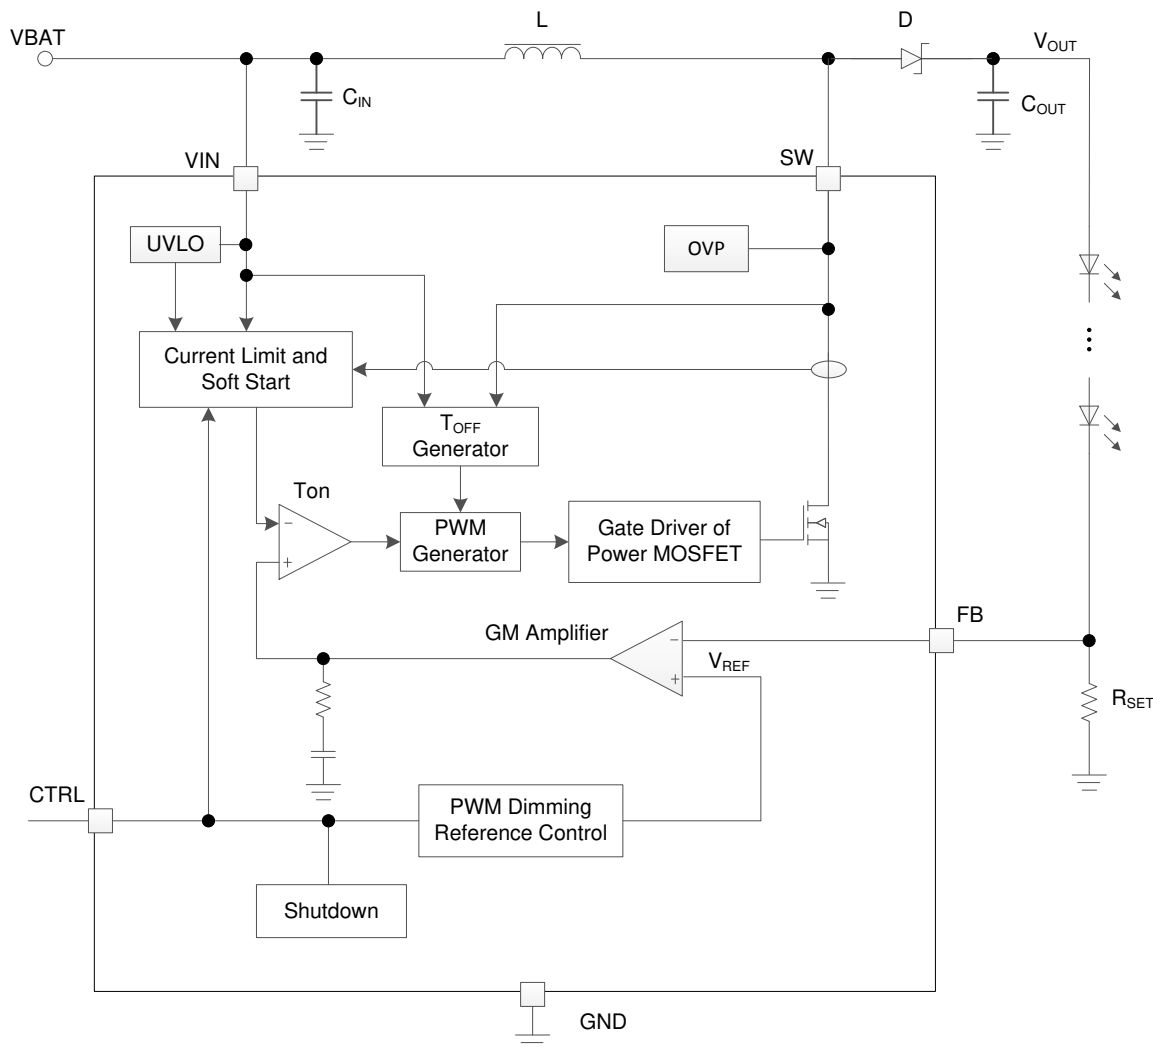 L
D
VBAT
VOUT
CIN
COUT
VIN
SW
UVLO
OVP
Current Limit and
Soft Start
TOFF
Generator
Ton
PWM
Generator
Gate Driver of
Power MOSFET
FB
GM Amplifier
VREF
RSET
CTRL
PWM Dimming
Reference Control
Shutdown
GND